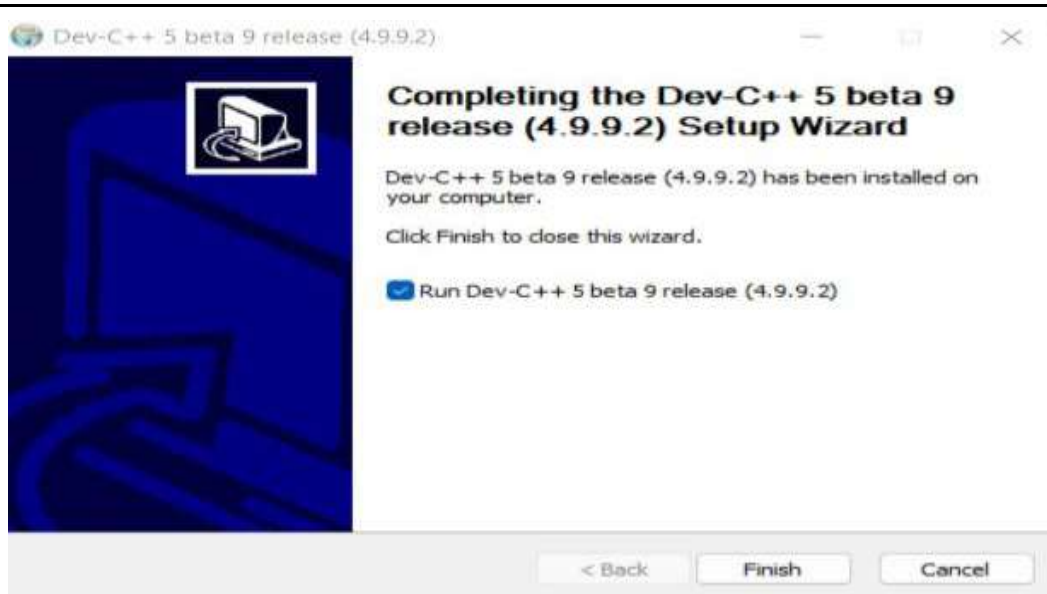 Dev-C++ 5 beta 9 release (4.9.9.2)
Completing the Dev-C++ 5 beta 9
release (4.9.9.2) Setup Wizard
Dev-C++ 5 beta 9 release (4.9.9.2) has been installed on
your computer.
Click Finish to close this wizard.
Run Dev-C++ 5 beta 9 release (4.9.9.2)
< Back Finish Cancel